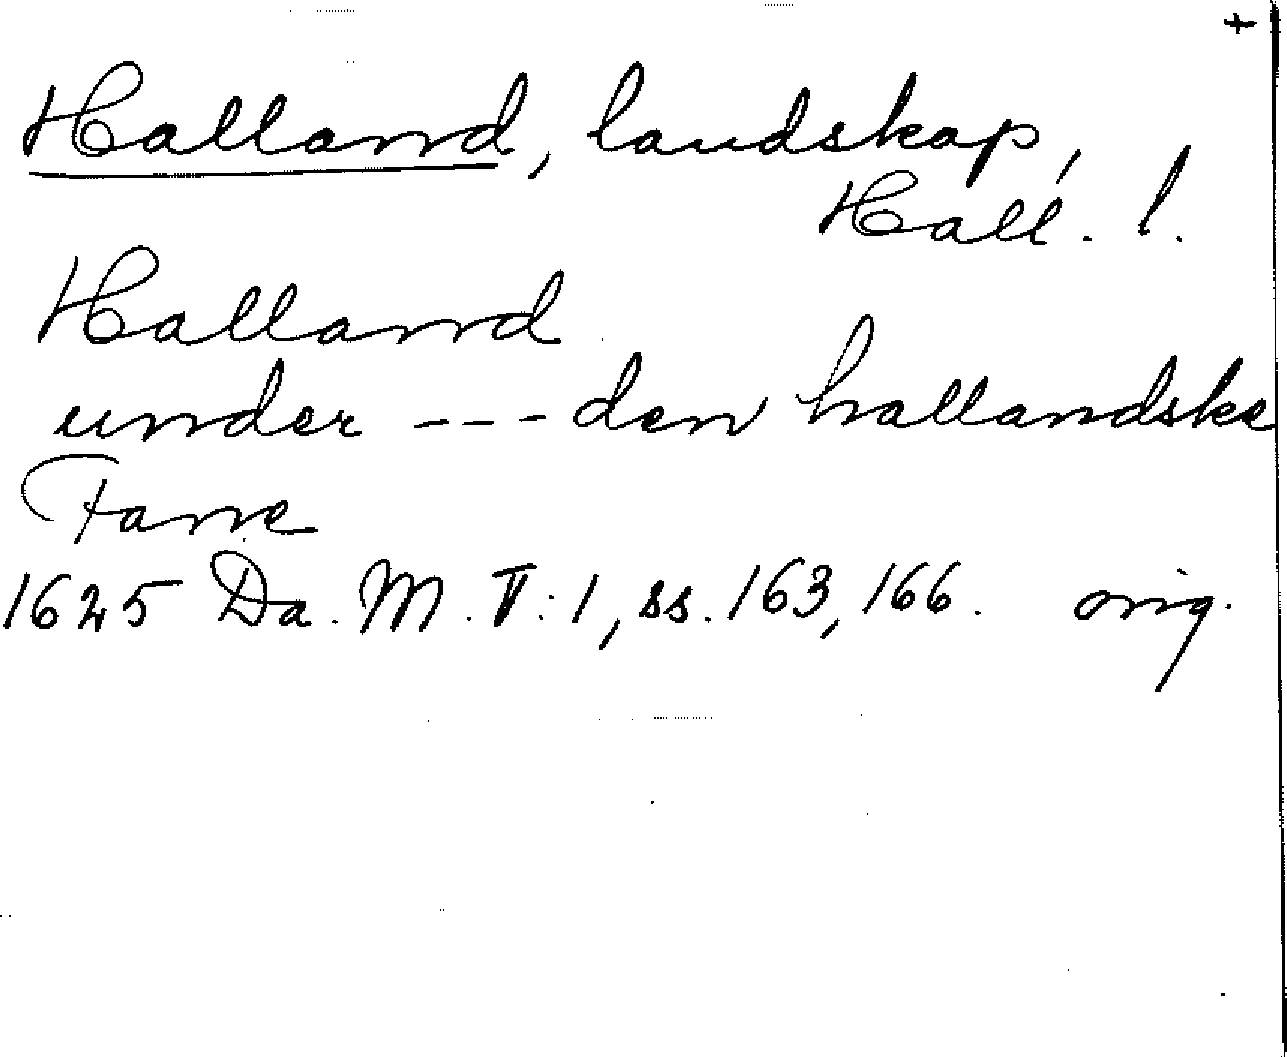 +
Halland, landskap,
Hall. l.
Halland
under --- den hallandske
Fane
1625 Da. M. V: 1, ss. 163, 166. orig.